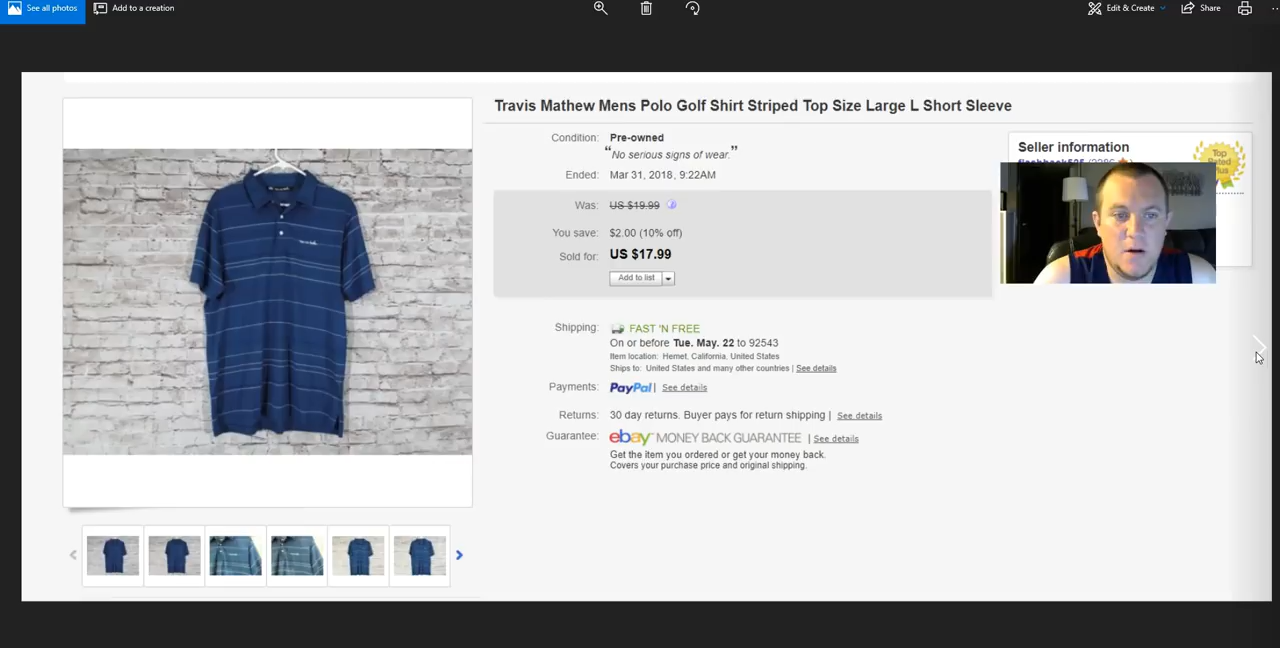 See all photos
Add to a creation
Edit & Create
Share
Travis Mathew Mens Polo Golf Shirt Striped Top Size Large L Short Sleeve
Condition: Pre-owned
“No serious signs of wear.”
Ended: Mar 31, 2018, 9:22AM
Was: US $19.99
You save: $2.00 (10% off)
Sold for: US $17.99
Add to list
Seller information
Top
Rated
Plus
Shipping: FAST 'N FREE
On or before Tue. May. 22 to 92543
Item location: Hemet, California, United States
Ships to: United States and many other countries | See details
Payments: PayPal | See details
Returns: 30 day returns. Buyer pays for return shipping | See details
Guarantee: ebay MONEY BACK GUARANTEE | See details
Get the item you ordered or get your money back.
Covers your purchase price and original shipping.